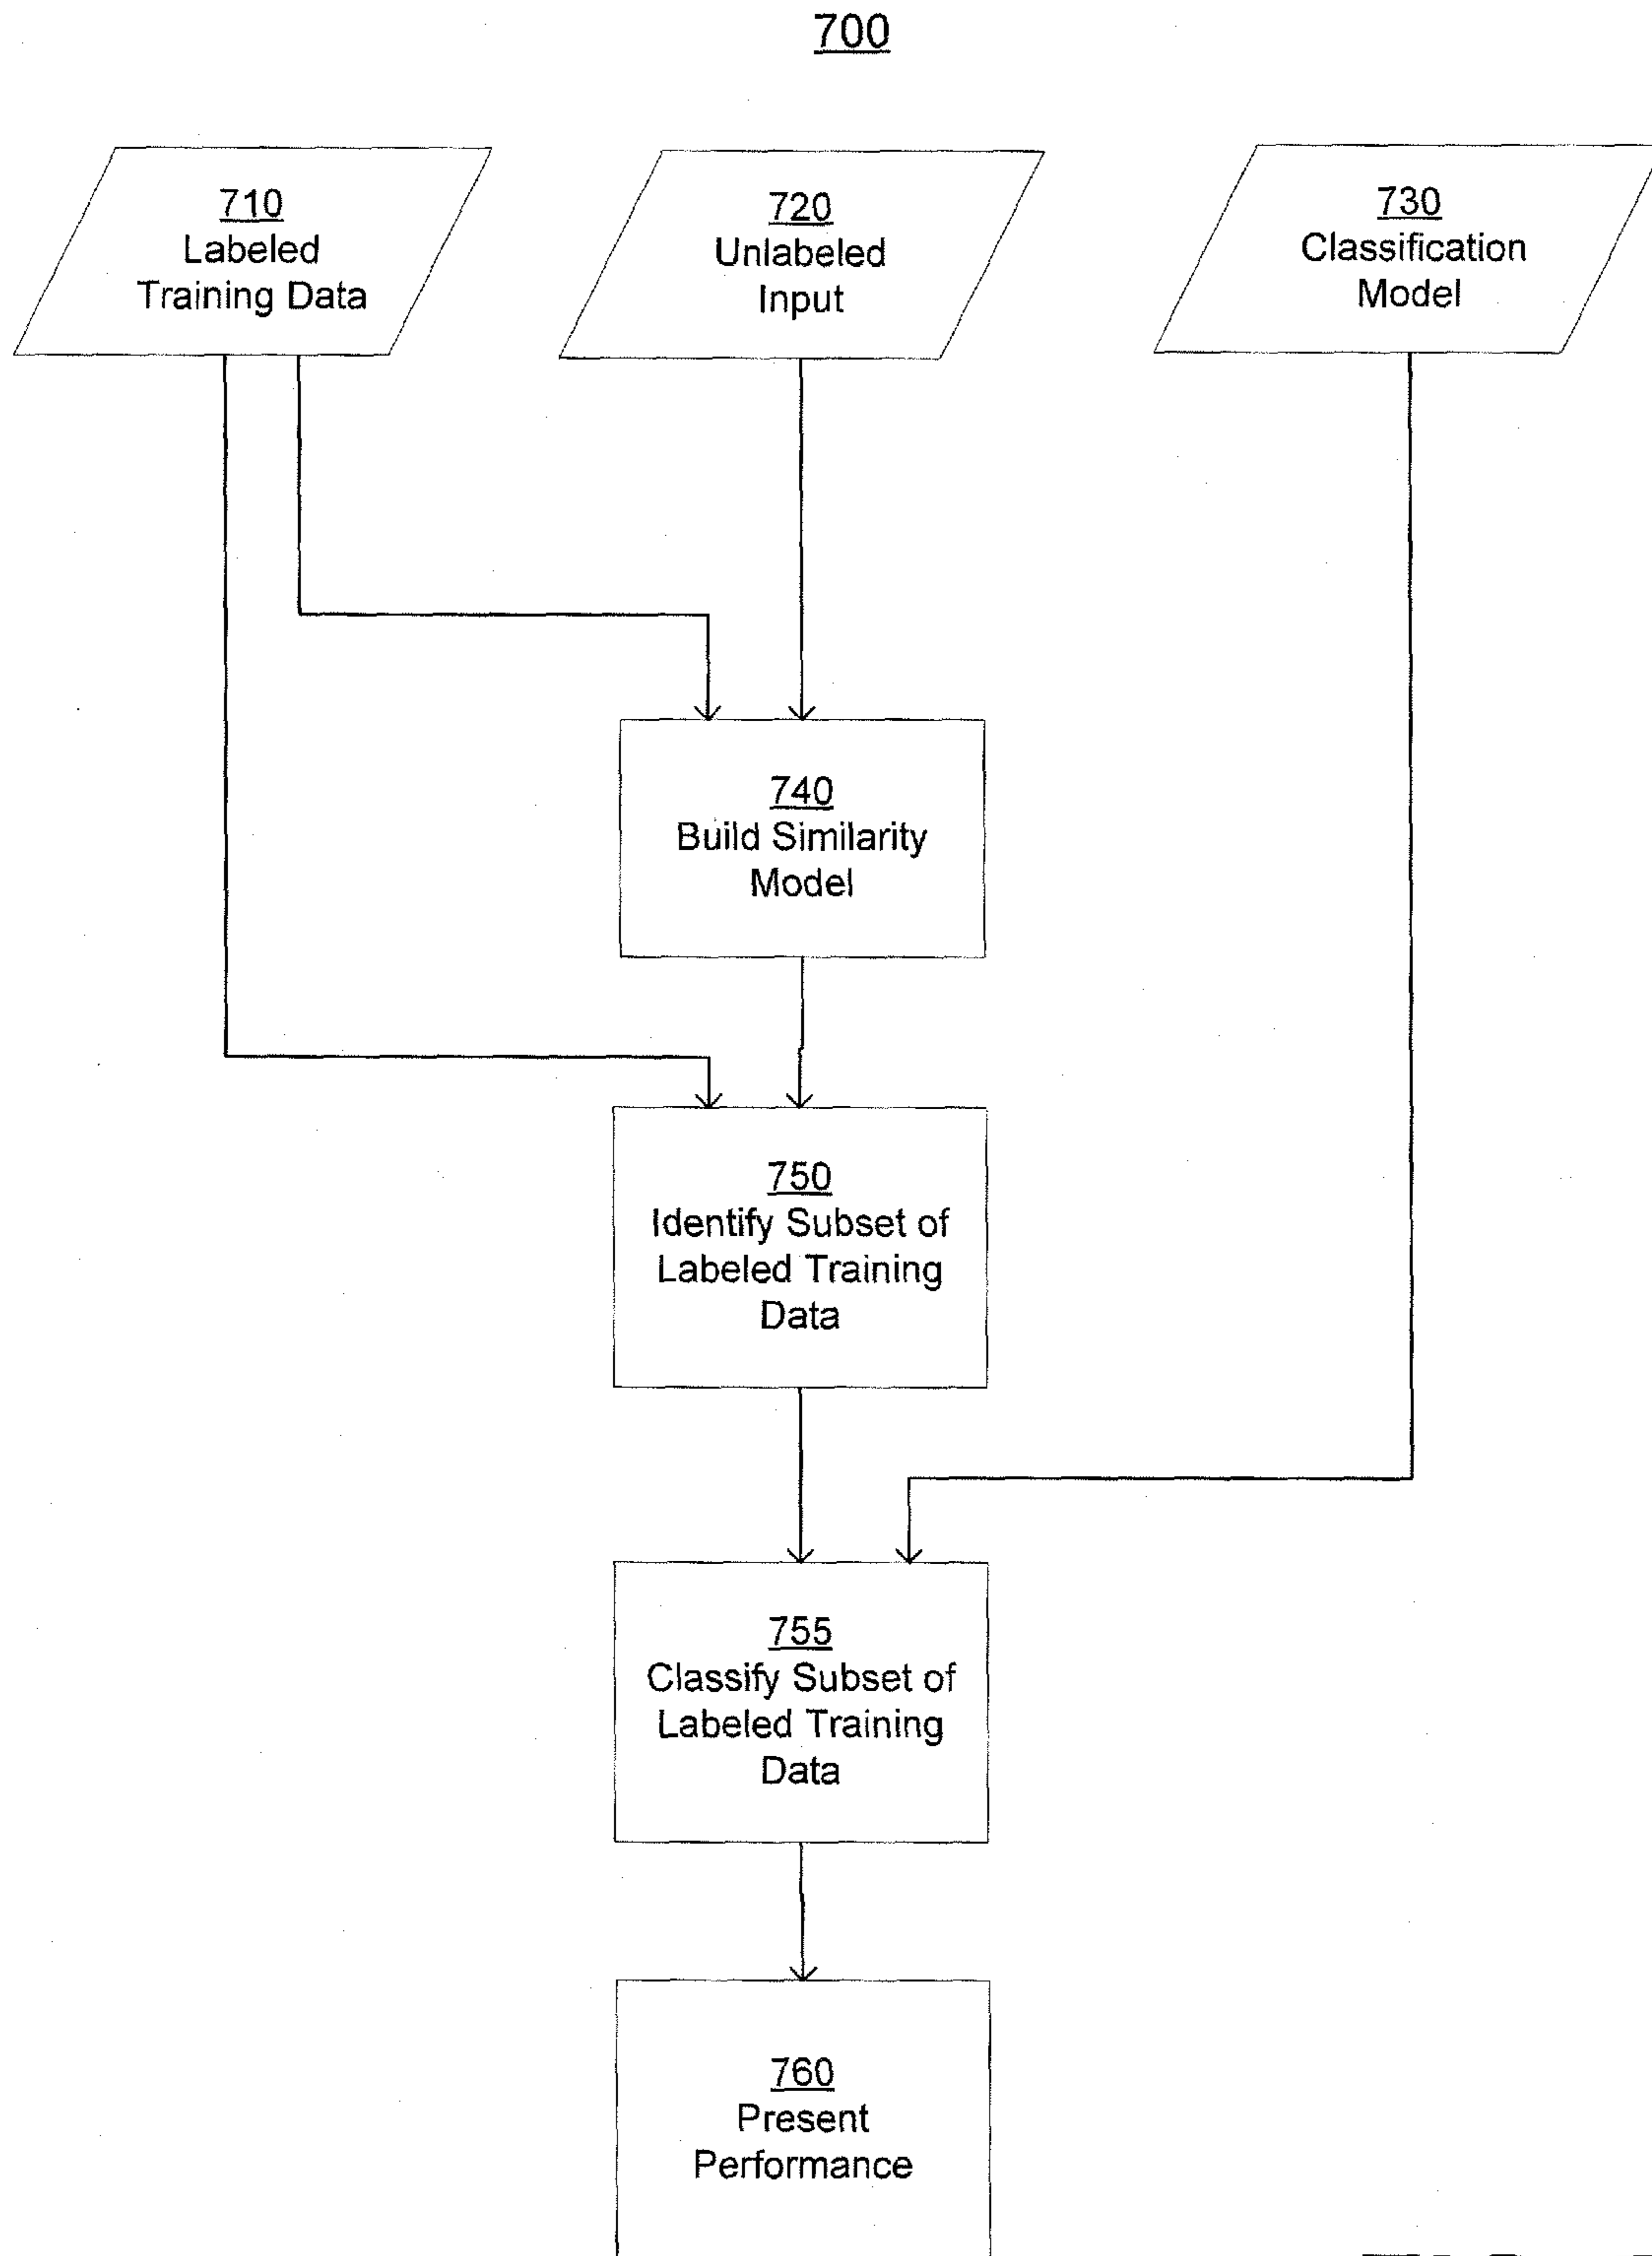 700
710
Labeled
Training Data
720
Unlabeled
Input
730
Classification
Model
740
Build Similarity
Model
750
Identify Subset of
Labeled Training
Data
755
Classify Subset of
Labeled Training
Data
760
Present
Performance